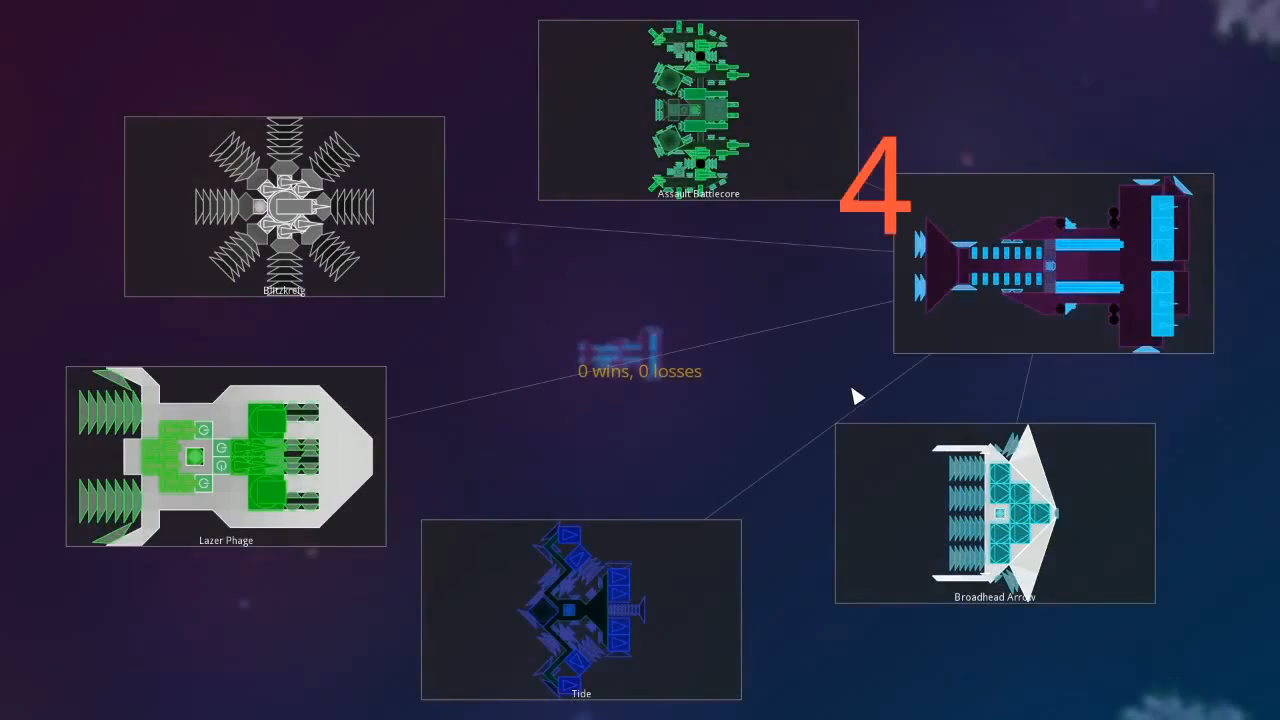 Assault Battlecore
4
Blitzkreig
0 wins, 0 losses
Lazer Phage
Broadhead Arrow
Tide